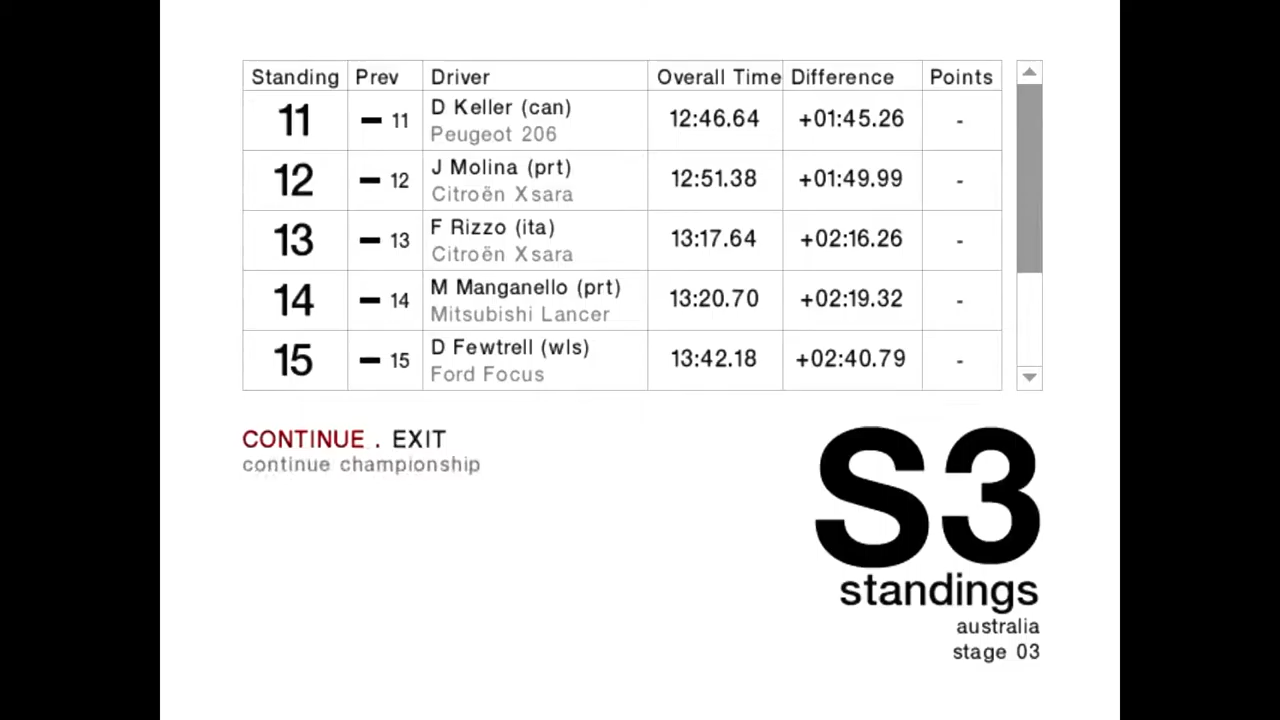 Standing Prev Driver Overall Time Difference Points
11 – 11 D Keller (can) 12:46.64 +01:45.26 -
Peugeot 206
12 – 12 J Molina (prt) 12:51.38 +01:49.99 -
Citroën Xsara
13 – 13 F Rizzo (ita) 13:17.64 +02:16.26 -
Citroën Xsara
14 – 14 M Manganello (prt) 13:20.70 +02:19.32 -
Mitsubishi Lancer
15 – 15 D Fewtrell (wls) 13:42.18 +02:40.79 -
Ford Focus
CONTINUE . EXIT
continue championship
S3
standings
australia
stage 03